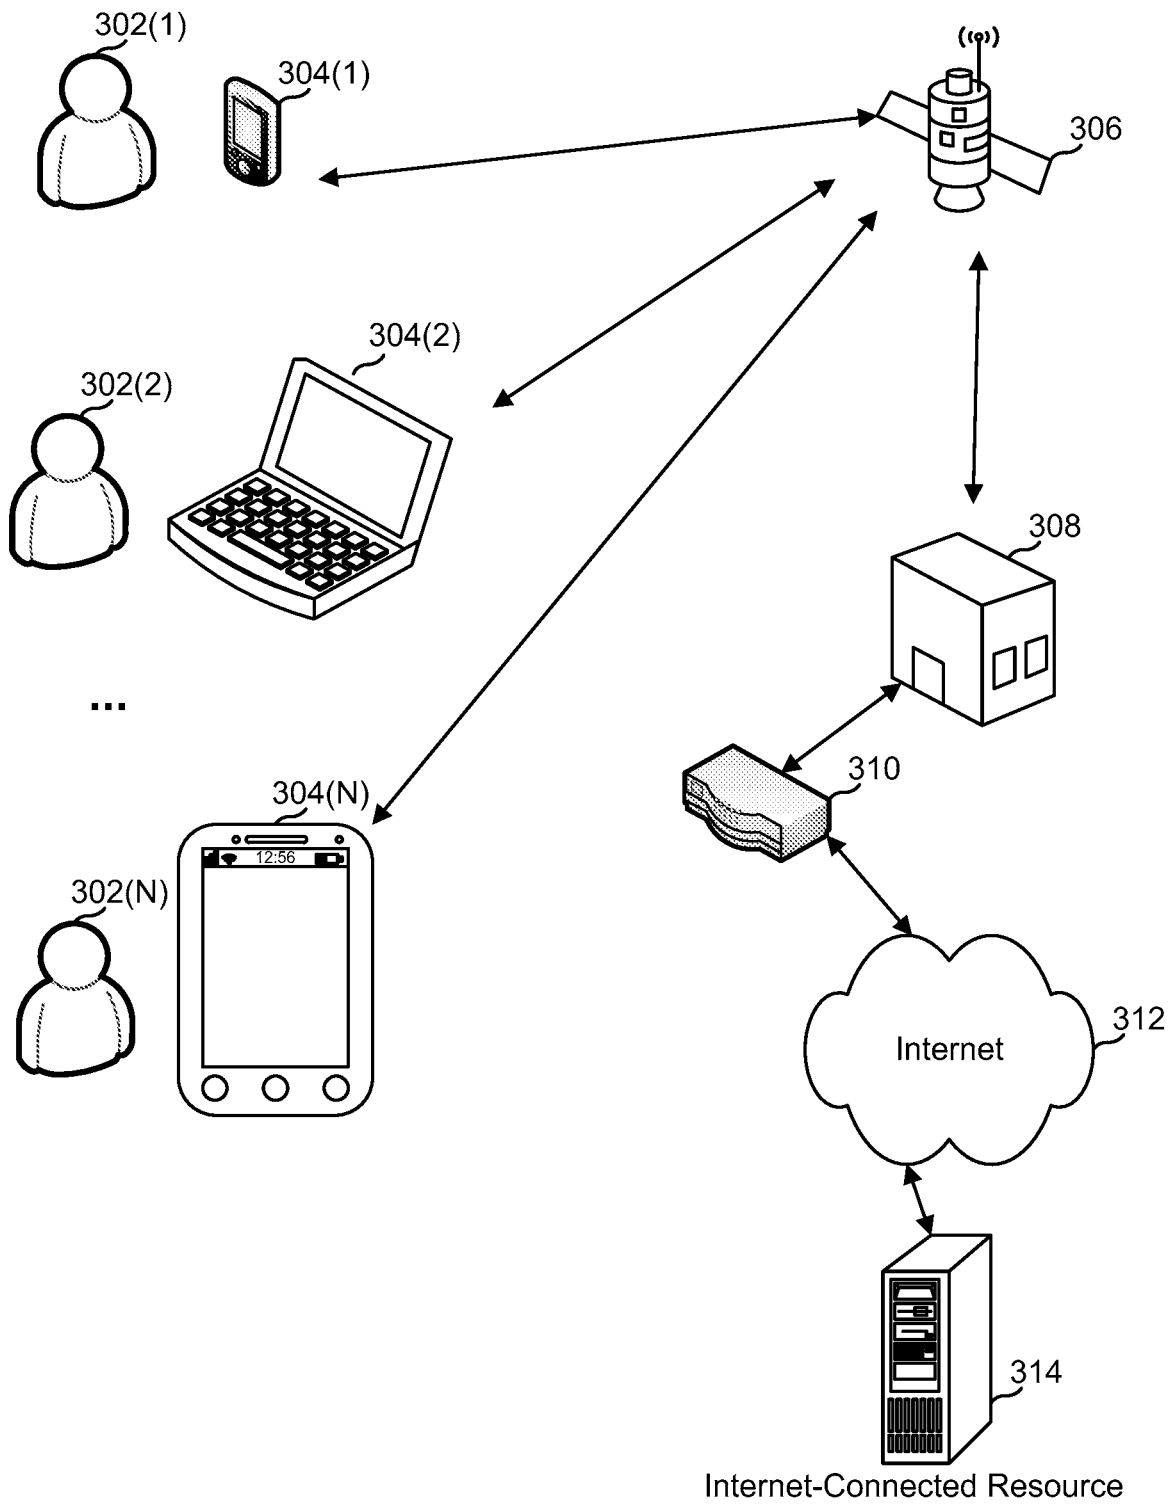 302(1)
304(1)
306
304(2)
302(2)
308
...
310
304(N)
12:56
302(N)
312
Internet
314
Internet-Connected Resource